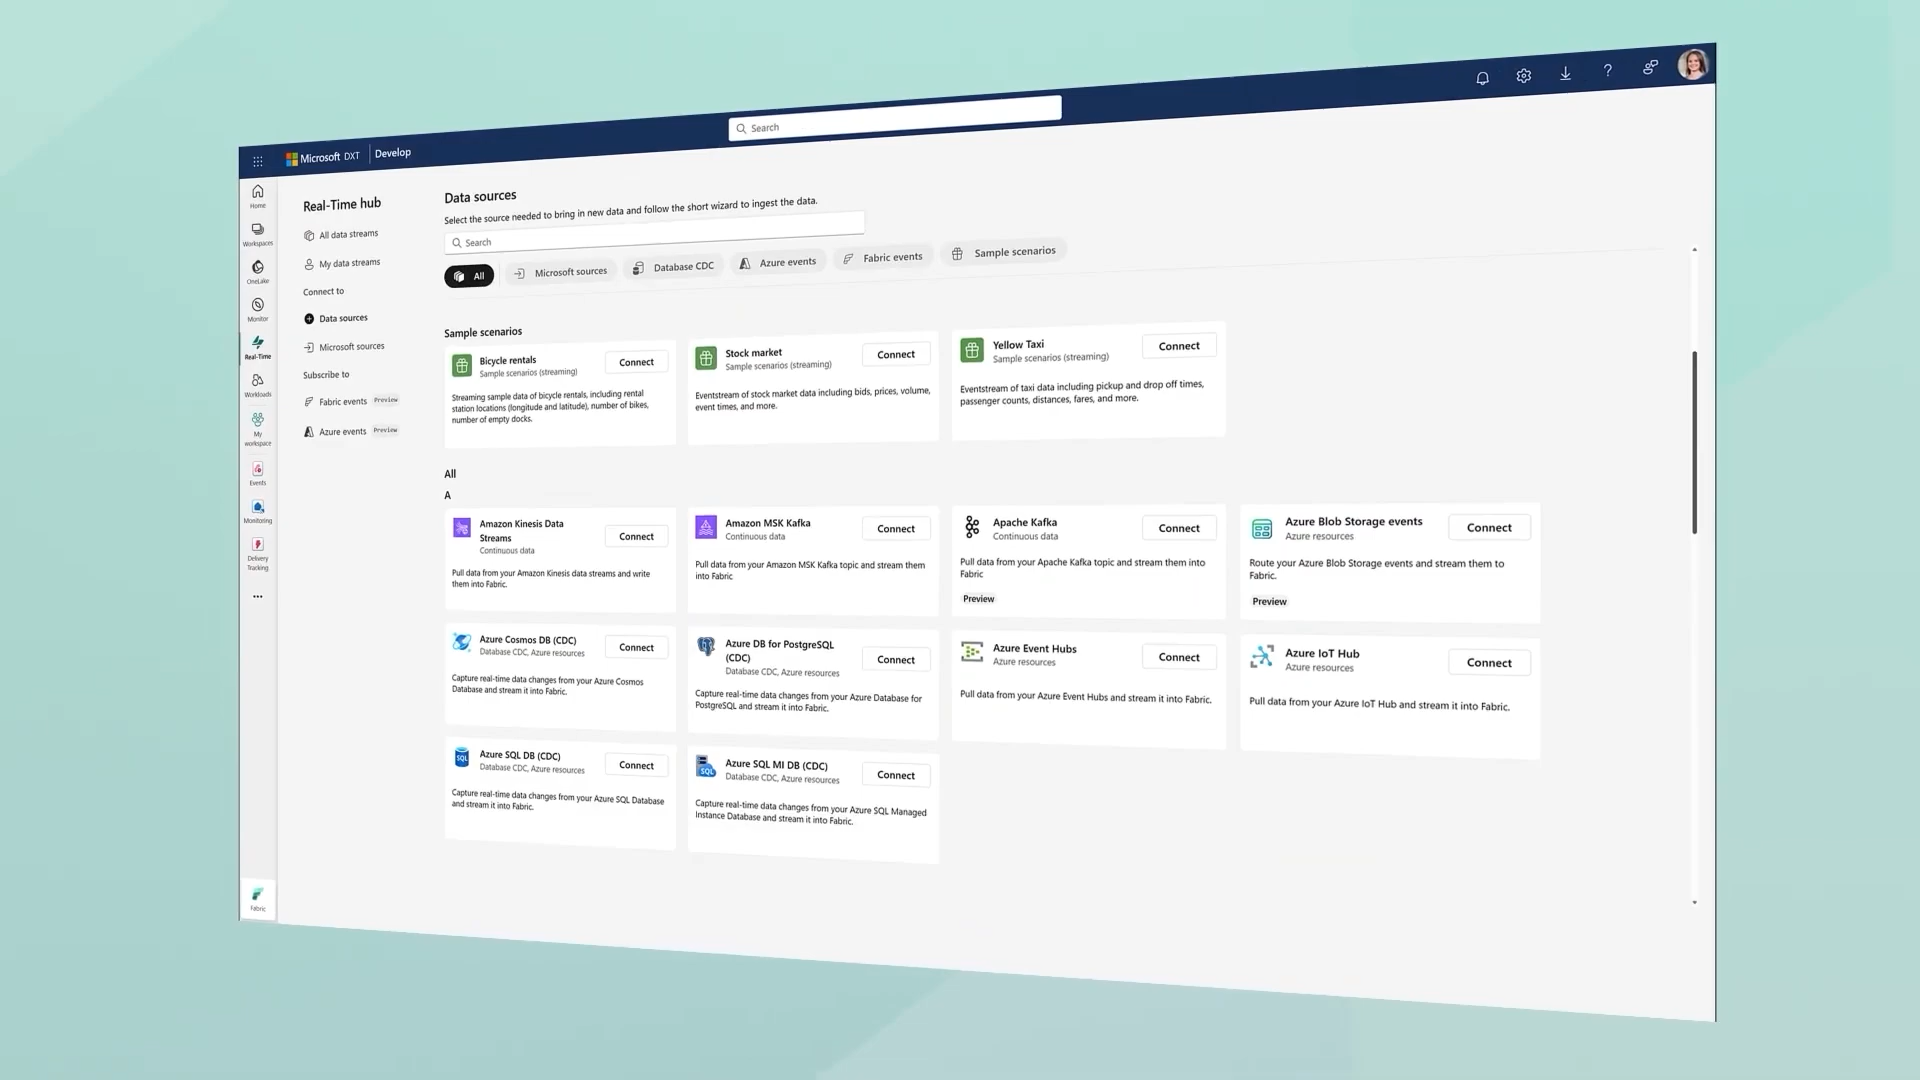 Microsoft DXT
Develop
Search
Home
Workspaces
OneLake
Monitor
Real-Time
Workloads
My
workspace
Events
Monitoring
Delivery
Tracking
Fabric
Real-Time hub
All data streams
My data streams
Connect to
Data sources
Microsoft sources
Subscribe to
Fabric events Preview
Azure events Preview
Data sources
Select the source needed to bring in new data and follow the short wizard to ingest the data.
Search
All
Microsoft sources
Database CDC
Azure events
Fabric events
Sample scenarios
Sample scenarios
Bicycle rentals
Sample scenarios (streaming)
Connect
Streaming sample data of bicycle rentals, including rental
station locations (longitude and latitude), number of bikes,
number of empty docks.
Stock market
Sample scenarios (streaming)
Connect
Eventstream of stock market data including bids, prices, volume,
event times, and more.
Yellow Taxi
Sample scenarios (streaming)
Connect
Eventstream of taxi data including pickup and drop off times,
passenger counts, distances, fares, and more.
All
A
Amazon Kinesis Data
Streams
Continuous data
Connect
Pull data from your Amazon Kinesis data streams and write
them into Fabric.
Amazon MSK Kafka
Continuous data
Connect
Pull data from your Amazon MSK Kafka topic and stream them
into Fabric
Apache Kafka
Continuous data
Connect
Pull data from your Apache Kafka topic and stream them into
Fabric
Preview
Azure Blob Storage events
Azure resources
Connect
Route your Azure Blob Storage events and stream them to
Fabric.
Preview
Azure Cosmos DB (CDC)
Database CDC, Azure resources
Connect
Capture real-time data changes from your Azure Cosmos
Database and stream it into Fabric.
Azure DB for PostgreSQL
(CDC)
Database CDC, Azure resources
Connect
Capture real-time data changes from your Azure Database for
PostgreSQL and stream it into Fabric.
Azure Event Hubs
Azure resources
Connect
Pull data from your Azure Event Hubs and stream it into Fabric.
Azure IoT Hub
Azure resources
Connect
Pull data from your Azure IoT Hub and stream it into Fabric.
SQL
Azure SQL DB (CDC)
Database CDC, Azure resources
Connect
Capture real-time data changes from your Azure SQL Database
and stream it into Fabric.
SQL
Azure SQL MI DB (CDC)
Database CDC, Azure resources
Connect
Capture real-time data changes from your Azure SQL Managed
Instance Database and stream it into Fabric.